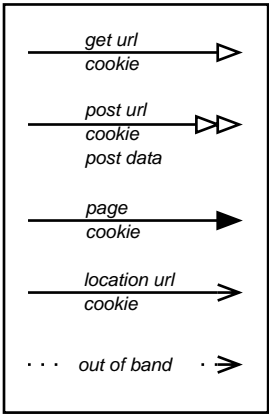 get url
cookie
post url
cookie
post data
page
cookie
location url
cookie
out of band